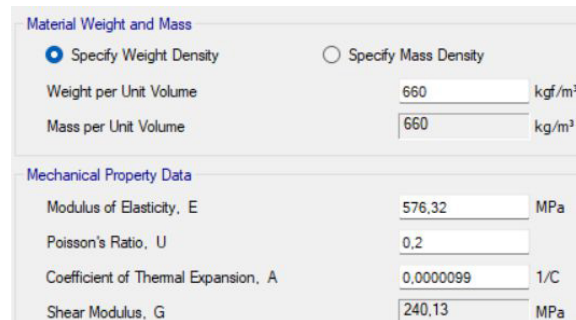 Material Weight and Mass
Specify Weight Density Specify Mass Density
Weight per Unit Volume 660 kgf/m³
Mass per Unit Volume 660 kg/m³
Mechanical Property Data
Modulus of Elasticity, E 576,32 MPa
Poisson's Ratio, U 0,2
Coefficient of Thermal Expansion, A 0,0000099 1/C
Shear Modulus, G 240,13 MPa